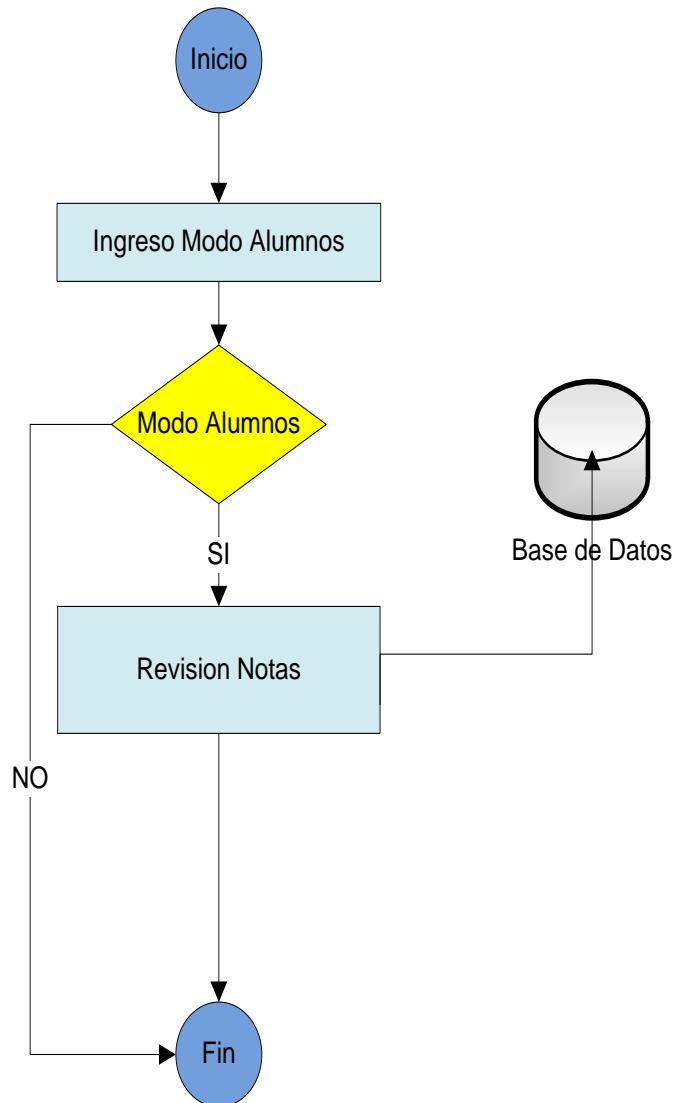 Inicio
Ingreso Modo Alumnos
Modo Alumnos
Base de Datos
SI
Revision Notas
NO
Fin